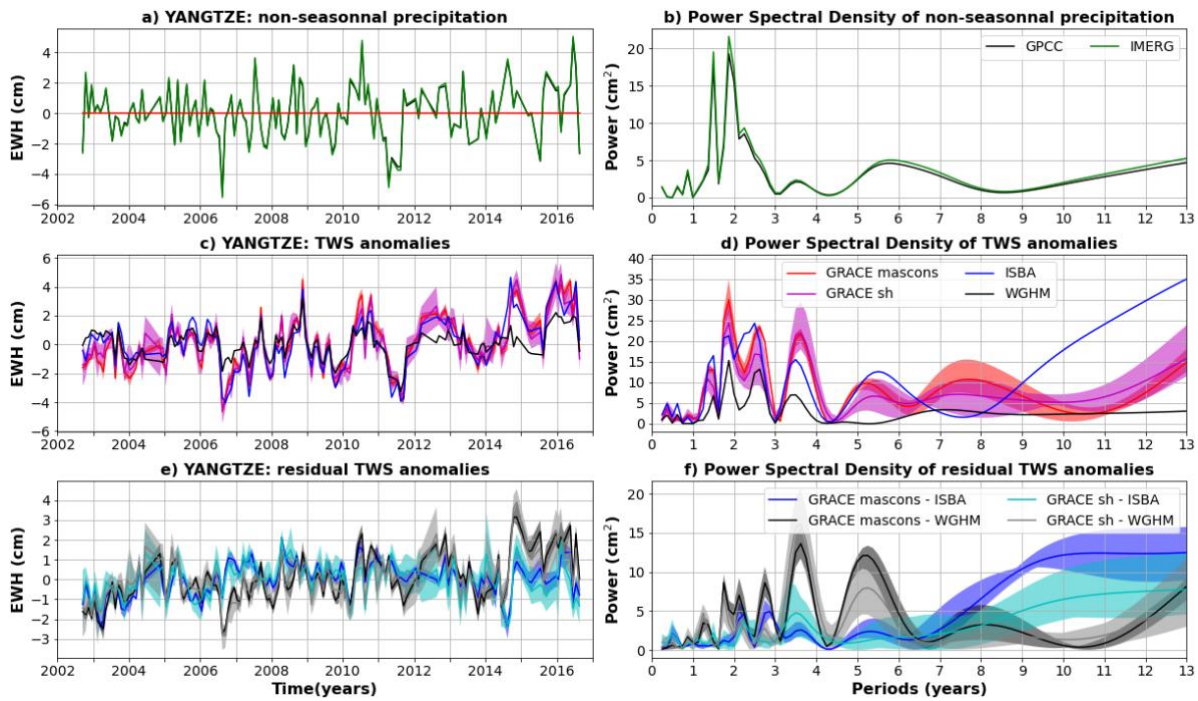 a) YANGTZE: non-seasonnal precipitation
EWH (cm)
4
2
0
−2
−4
−6
2002 2004 2006 2008 2010 2012 2014 2016
b) Power Spectral Density of non-seasonnal precipitation
Power (cm²)
GPCC IMERG
20
15
10
5
0
0 1 2 3 4 5 6 7 8 9 10 11 12 13
c) YANGTZE: TWS anomalies
EWH (cm)
6
4
2
0
−2
−4
−6
2002 2004 2006 2008 2010 2012 2014 2016
d) Power Spectral Density of TWS anomalies
Power (cm²)
GRACE mascons ISBA
GRACE sh WGHM
40
35
30
25
20
15
10
5
0
0 1 2 3 4 5 6 7 8 9 10 11 12 13
e) YANGTZE: residual TWS anomalies
EWH (cm)
4
3
2
1
0
−1
−2
−3
2002 2004 2006 2008 2010 2012 2014 2016
Time(years)
f) Power Spectral Density of residual TWS anomalies
Power (cm²)
GRACE mascons - ISBA GRACE sh - ISBA
GRACE mascons - WGHM GRACE sh - WGHM
20
15
10
5
0
0 1 2 3 4 5 6 7 8 9 10 11 12 13
Periods (years)